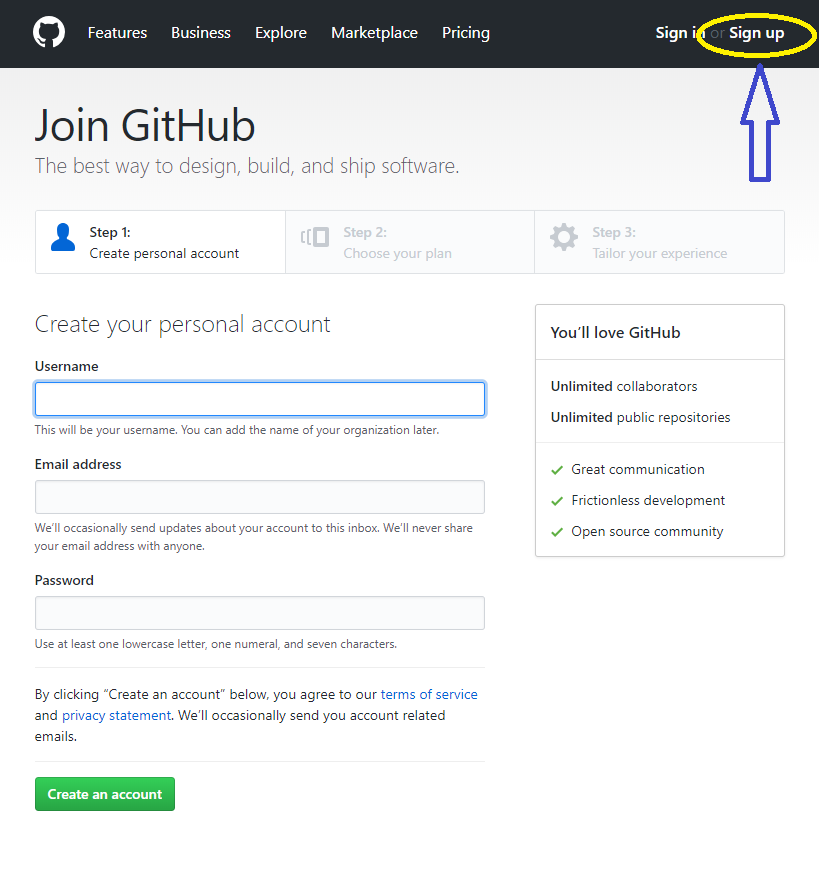 Features Business Explore Marketplace Pricing Sign in or Sign up
Join GitHub
The best way to design, build, and ship software.
Step 1:
Create personal account
Step 2:
Choose your plan
Step 3:
Tailor your experience
Create your personal account
Username
This will be your username. You can add the name of your organization later.
Email address
We’ll occasionally send updates about your account to this inbox. We’ll never share
your email address with anyone.
Password
Use at least one lowercase letter, one numeral, and seven characters.
By clicking “Create an account” below, you agree to our terms of service
and privacy statement. We’ll occasionally send you account related
emails.
Create an account
You’ll love GitHub
Unlimited collaborators
Unlimited public repositories
Great communication
Frictionless development
Open source community